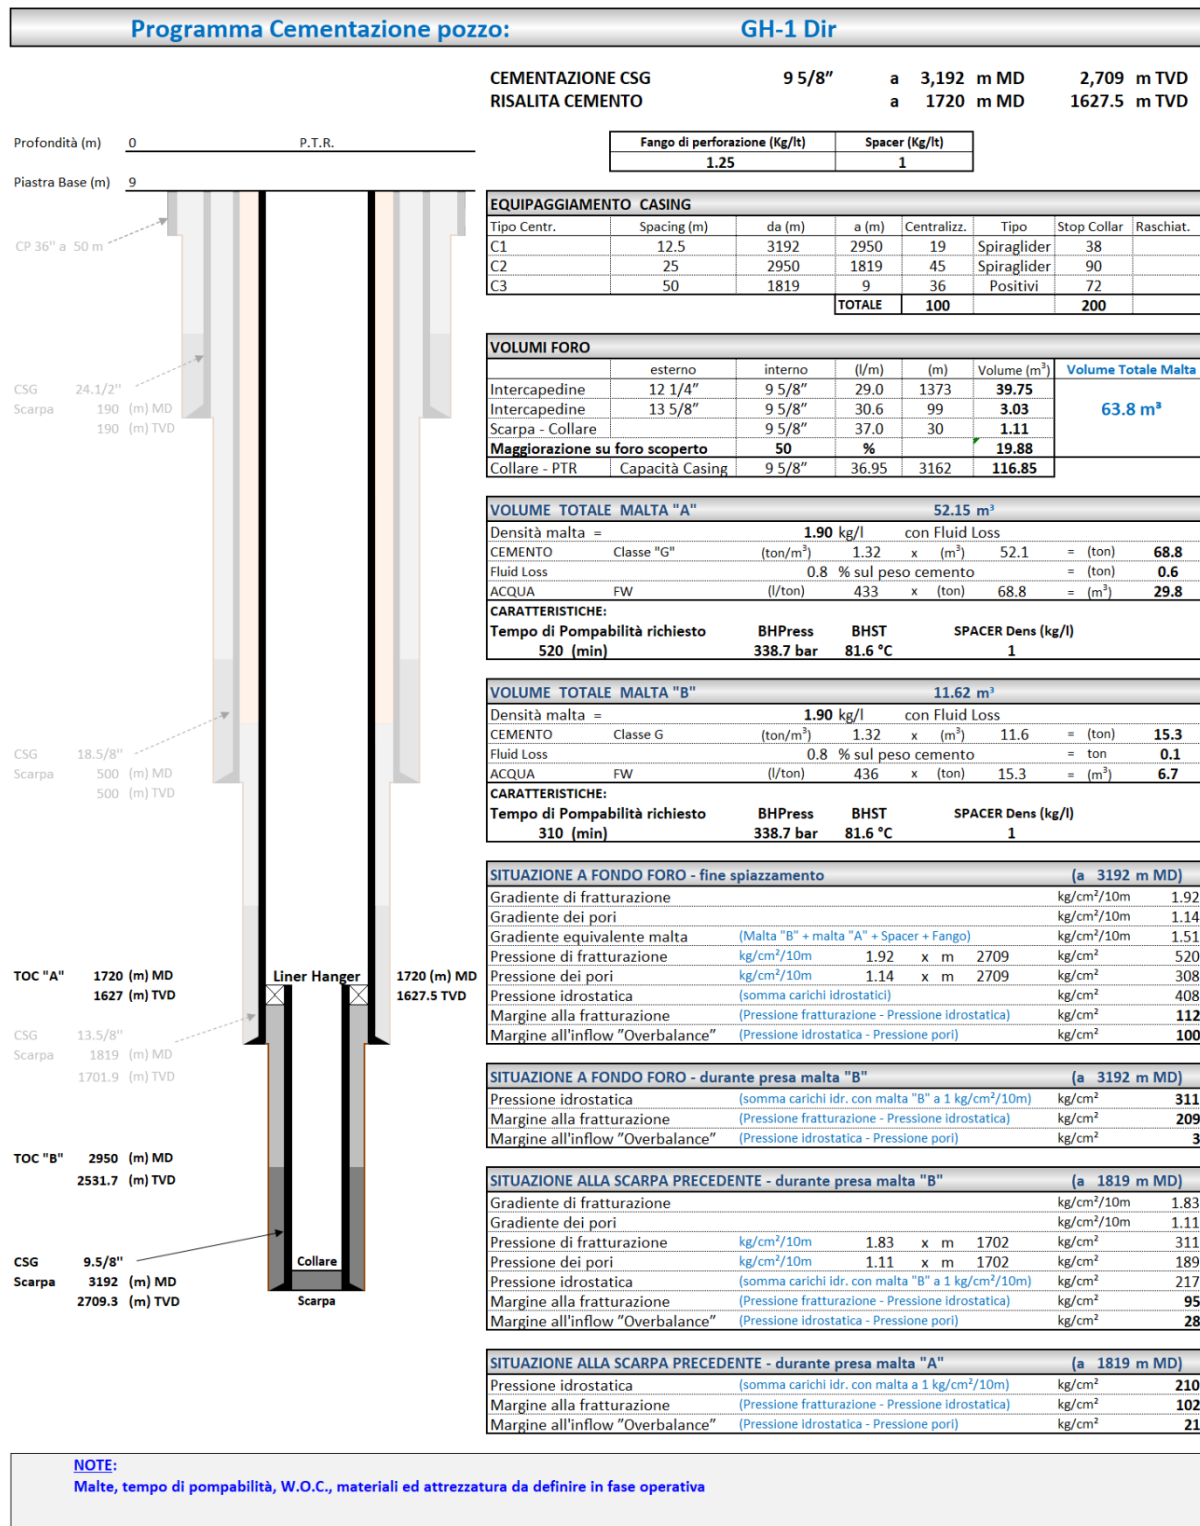 Programma Cementazione pozzo: GH-1 Dir
CEMENTAZIONE CSG 9 5/8” a 3,192 m MD 2,709 m TVD
RISALITA CEMENTO a 1720 m MD 1627.5 m TVD
Profondità (m) 0 P.T.R.
Piastra Base (m) 9
CP 36" a 50 m
CSG 24.1/2"
Scarpa 190 (m) MD
190 (m) TVD
CSG 18.5/8"
Scarpa 500 (m) MD
500 (m) TVD
TOC "A" 1720 (m) MD Liner Hanger 1720 (m) MD
1627 (m) TVD 1627.5 TVD
CSG 13.5/8"
Scarpa 1819 (m) MD
1701.9 (m) TVD
TOC "B" 2950 (m) MD
2531.7 (m) TVD
CSG 9.5/8" Collare
Scarpa 3192 (m) MD
2709.3 (m) TVD Scarpa
Fango di perforazione (Kg/lt) Spacer (Kg/lt)
1.25 1
EQUIPAGGIAMENTO CASING
Tipo Centr. Spacing (m) da (m) a (m) Centralizz. Tipo Stop Collar Raschiat.
C1 12.5 3192 2950 19 Spiraglider 38
C2 25 2950 1819 45 Spiraglider 90
C3 50 1819 9 36 Positivi 72
TOTALE 100 200
VOLUMI FORO
esterno interno (l/m) (m) Volume (m³) Volume Totale Malta
Intercapedine 12 1/4” 9 5/8” 29.0 1373 39.75
Intercapedine 13 5/8” 9 5/8” 30.6 99 3.03 63.8 m³
Scarpa - Collare 9 5/8” 37.0 30 1.11
Maggiorazione su foro scoperto 50 % 19.88
Collare - PTR Capacità Casing 9 5/8” 36.95 3162 116.85
VOLUME TOTALE MALTA "A" 52.15 m³
Densità malta = 1.90 kg/l con Fluid Loss
CEMENTO Classe "G" (ton/m³) 1.32 x (m³) 52.1 = (ton) 68.8
Fluid Loss 0.8 % sul peso cemento = (ton) 0.6
ACQUA FW (l/ton) 433 x (ton) 68.8 = (m³) 29.8
CARATTERISTICHE:
Tempo di Pompabilità richiesto BHPress BHST SPACER Dens (kg/l)
520 (min) 338.7 bar 81.6 °C 1
VOLUME TOTALE MALTA "B" 11.62 m³
Densità malta = 1.90 kg/l con Fluid Loss
CEMENTO Classe G (ton/m³) 1.32 x (m³) 11.6 = (ton) 15.3
Fluid Loss 0.8 % sul peso cemento = ton 0.1
ACQUA FW (l/ton) 436 x (ton) 15.3 = (m³) 6.7
CARATTERISTICHE:
Tempo di Pompabilità richiesto BHPress BHST SPACER Dens (kg/l)
310 (min) 338.7 bar 81.6 °C 1
SITUAZIONE A FONDO FORO - fine spiazzamento (a 3192 m MD)
Gradiente di fratturazione kg/cm²/10m 1.92
Gradiente dei pori kg/cm²/10m 1.14
Gradiente equivalente malta (Malta "B" + malta "A" + Spacer + Fango) kg/cm²/10m 1.51
Pressione di fratturazione kg/cm²/10m 1.92 x m 2709 kg/cm² 520
Pressione dei pori kg/cm²/10m 1.14 x m 2709 kg/cm² 308
Pressione idrostatica (somma carichi idrostatici) kg/cm² 408
Margine alla fratturazione (Pressione fratturazione - Pressione idrostatica) kg/cm² 112
Margine all'inflow ”Overbalance” (Pressione idrostatica - Pressione pori) kg/cm² 100
SITUAZIONE A FONDO FORO - durante presa malta "B" (a 3192 m MD)
Pressione idrostatica (somma carichi idr. con malta "B" a 1 kg/cm²/10m) kg/cm² 311
Margine alla fratturazione (Pressione fratturazione - Pressione idrostatica) kg/cm² 209
Margine all'inflow ”Overbalance” (Pressione idrostatica - Pressione pori) kg/cm² 3
SITUAZIONE ALLA SCARPA PRECEDENTE - durante presa malta "B" (a 1819 m MD)
Gradiente di fratturazione kg/cm²/10m 1.83
Gradiente dei pori kg/cm²/10m 1.11
Pressione di fratturazione kg/cm²/10m 1.83 x m 1702 kg/cm² 311
Pressione dei pori kg/cm²/10m 1.11 x m 1702 kg/cm² 189
Pressione idrostatica (somma carichi idr. con malta "B" a 1 kg/cm²/10m) kg/cm² 217
Margine alla fratturazione (Pressione fratturazione - Pressione idrostatica) kg/cm² 95
Margine all'inflow ”Overbalance” (Pressione idrostatica - Pressione pori) kg/cm² 28
SITUAZIONE ALLA SCARPA PRECEDENTE - durante presa malta "A" (a 1819 m MD)
Pressione idrostatica (somma carichi idr. con malta a 1 kg/cm²/10m) kg/cm² 210
Margine alla fratturazione (Pressione fratturazione - Pressione idrostatica) kg/cm² 102
Margine all'inflow ”Overbalance” (Pressione idrostatica - Pressione pori) kg/cm² 21
NOTE:
Malte, tempo di pompabilità, W.O.C., materiali ed attrezzatura da definire in fase operativa